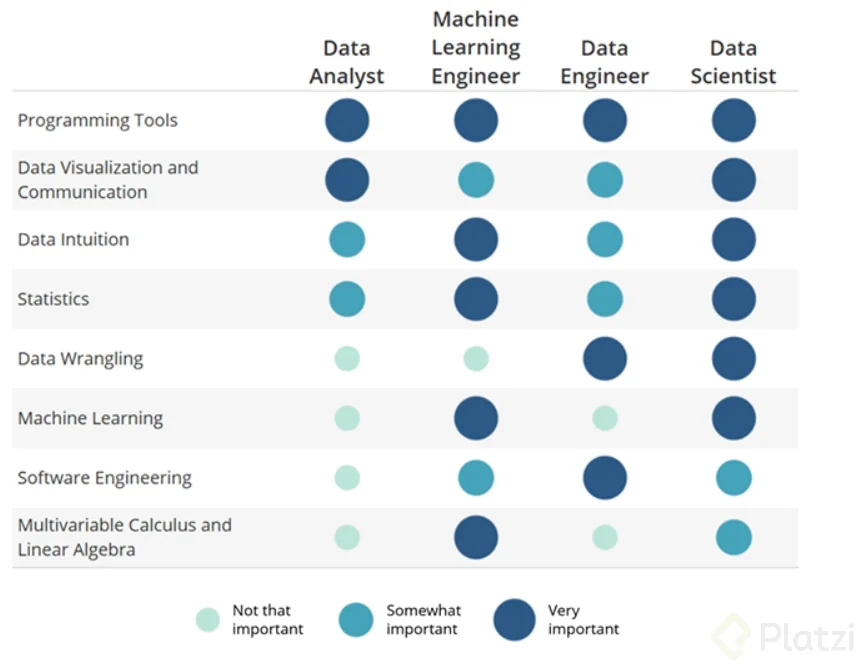 Data Analyst
Machine Learning Engineer
Data Engineer
Data Scientist
Programming Tools
Data Visualization and
Communication
Data Intuition
Statistics
Data Wrangling
Machine Learning
Software Engineering
Multivariable Calculus and
Linear Algebra
Not that
important
Somewhat
important
Very
important
Platzi